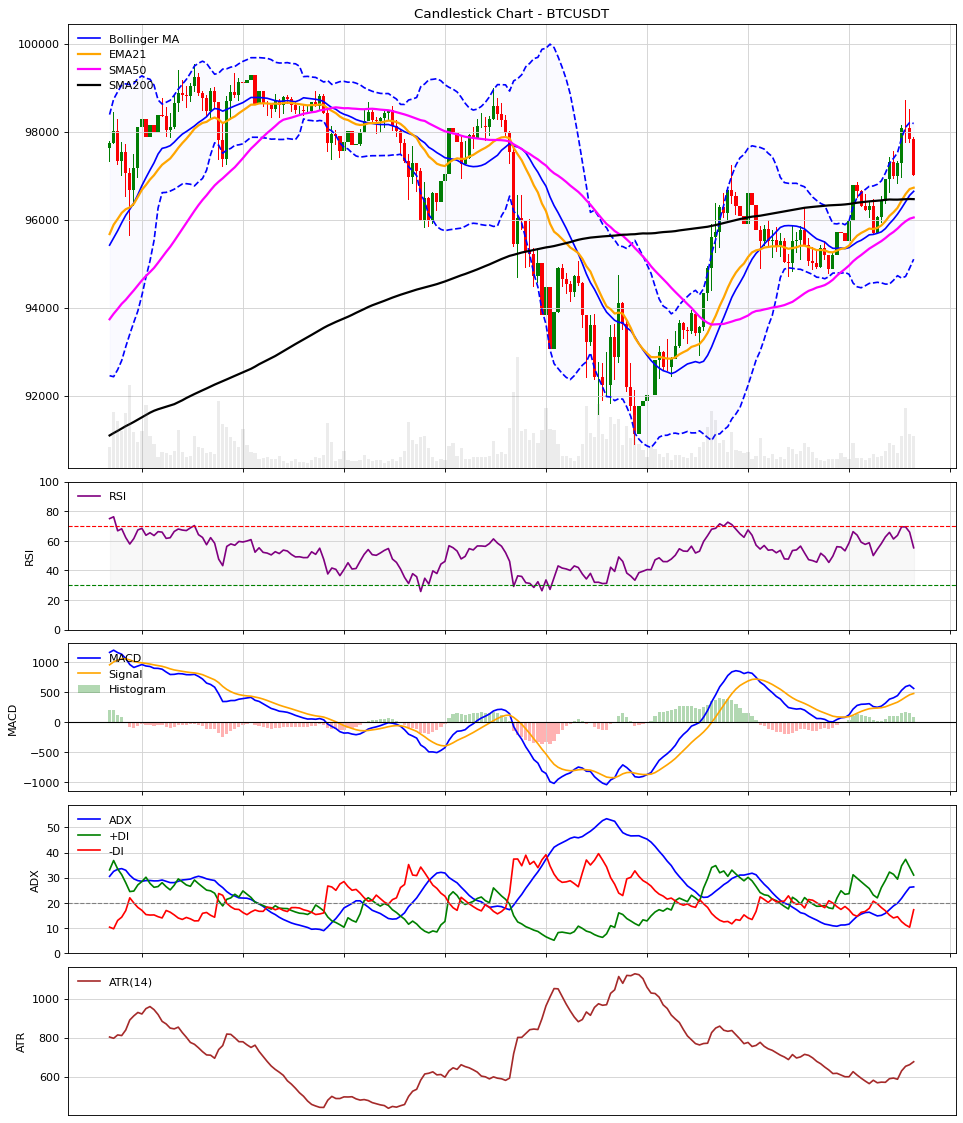 Candlestick Chart - BTCUSDT
Bollinger MA
EMA21
SMA50
SMA200
100000
98000
96000
94000
92000
RSI
RSI
100
80
60
40
20
0
MACD
Signal
Histogram
MACD
1000
500
0
−500
−1000
ADX
+DI
-DI
ADX
50
40
30
20
10
0
ATR(14)
ATR
1000
800
600